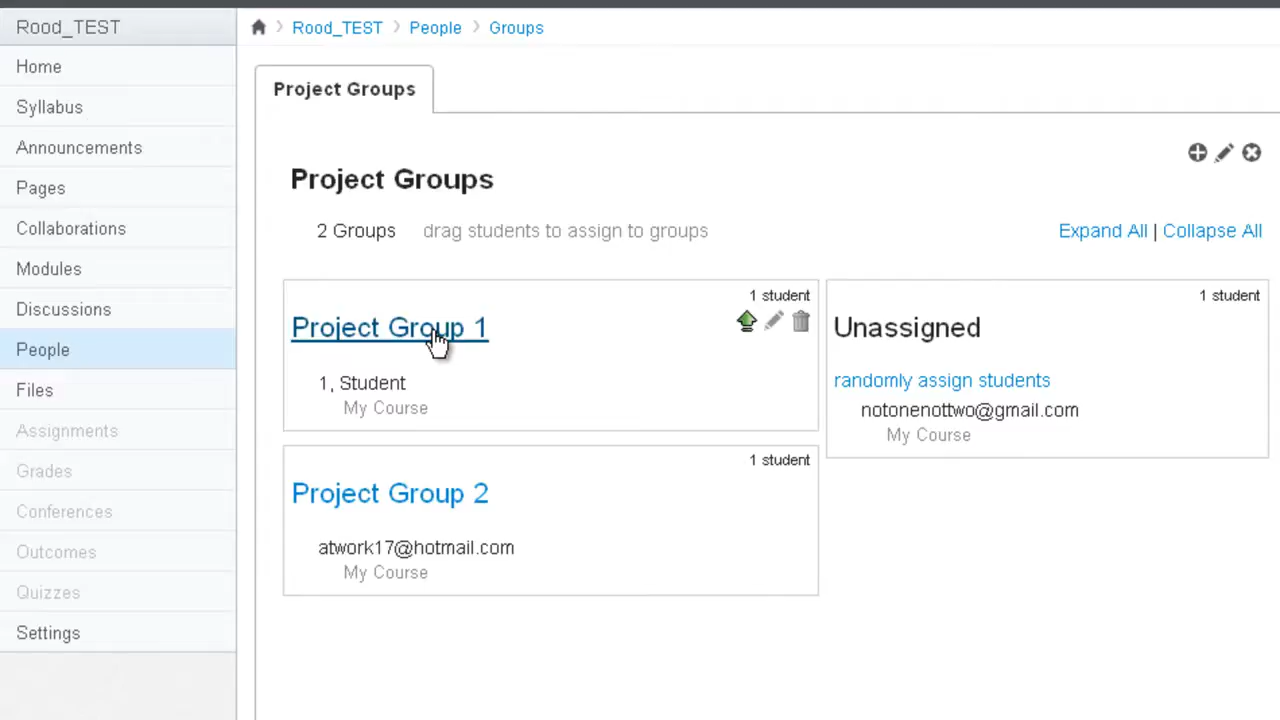 Rood_TEST
Home
Syllabus
Announcements
Pages
Collaborations
Modules
Discussions
People
Files
Assignments
Grades
Conferences
Outcomes
Quizzes
Settings
Rood_TEST People Groups
Project Groups
Project Groups
2 Groups drag students to assign to groups Expand All | Collapse All
1 student
Project Group 1
1, Student
My Course
1 student
Project Group 2
atwork17@hotmail.com
My Course
1 student
Unassigned
randomly assign students
notonenottwo@gmail.com
My Course